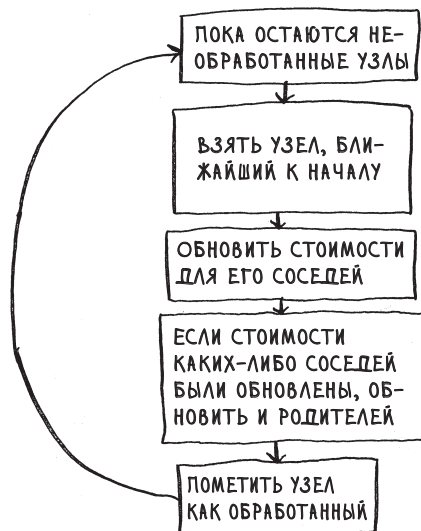 ПОКА ОСТАЮТСЯ НЕ-
ОБРАБОТАННЫЕ УЗЛЫ
ВЗЯТЬ УЗЕЛ, БЛИ-
ЖАЙШИЙ К НАЧАЛУ
ОБНОВИТЬ СТОИМОСТИ
ДЛЯ ЕГО СОСЕДЕЙ
ЕСЛИ СТОИМОСТИ
КАКИХ-ЛИБО СОСЕДЕЙ
БЫЛИ ОБНОВЛЕНЫ, ОБ-
НОВИТЬ И РОДИТЕЛЕЙ
ПОМЕТИТЬ УЗЕЛ
КАК ОБРАБОТАННЫЙ